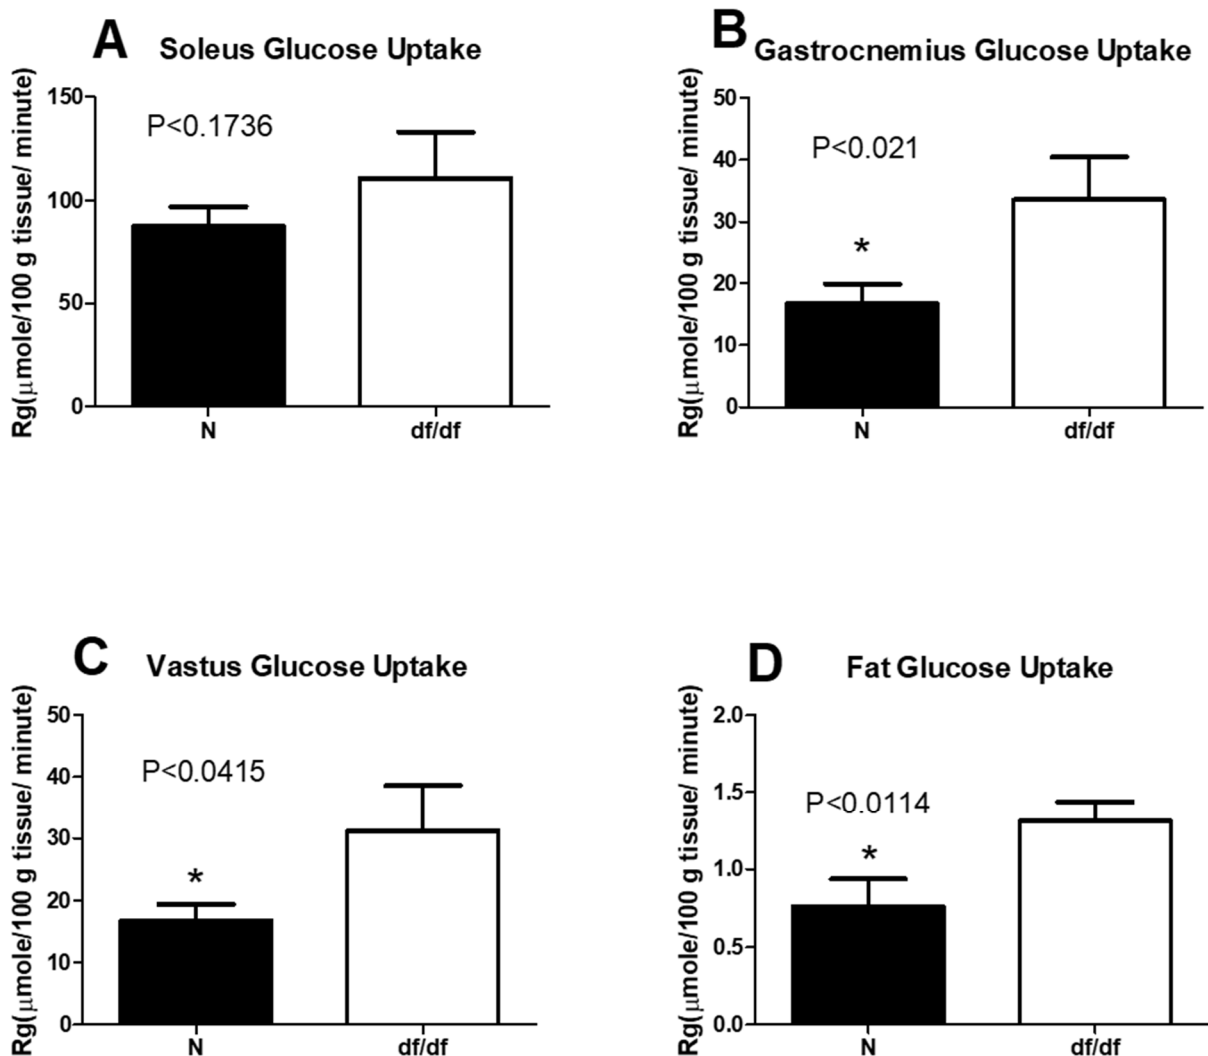 A
Soleus Glucose Uptake
Rg(μmole/100 g tissue/ minute)
150
100
50
0
P<0.1736
N
df/df
B
Gastrocnemius Glucose Uptake
Rg(μmole/100 g tissue/ minute)
50
40
30
20
10
0
P<0.021
*
N
df/df
C
Vastus Glucose Uptake
Rg(μmole/100 g tissue/ minute)
50
40
30
20
10
0
P<0.0415
*
N
df/df
D
Fat Glucose Uptake
Rg(μmole/100 g tissue/ minute)
2.0
1.5
1.0
0.5
0.0
P<0.0114
*
N
df/df